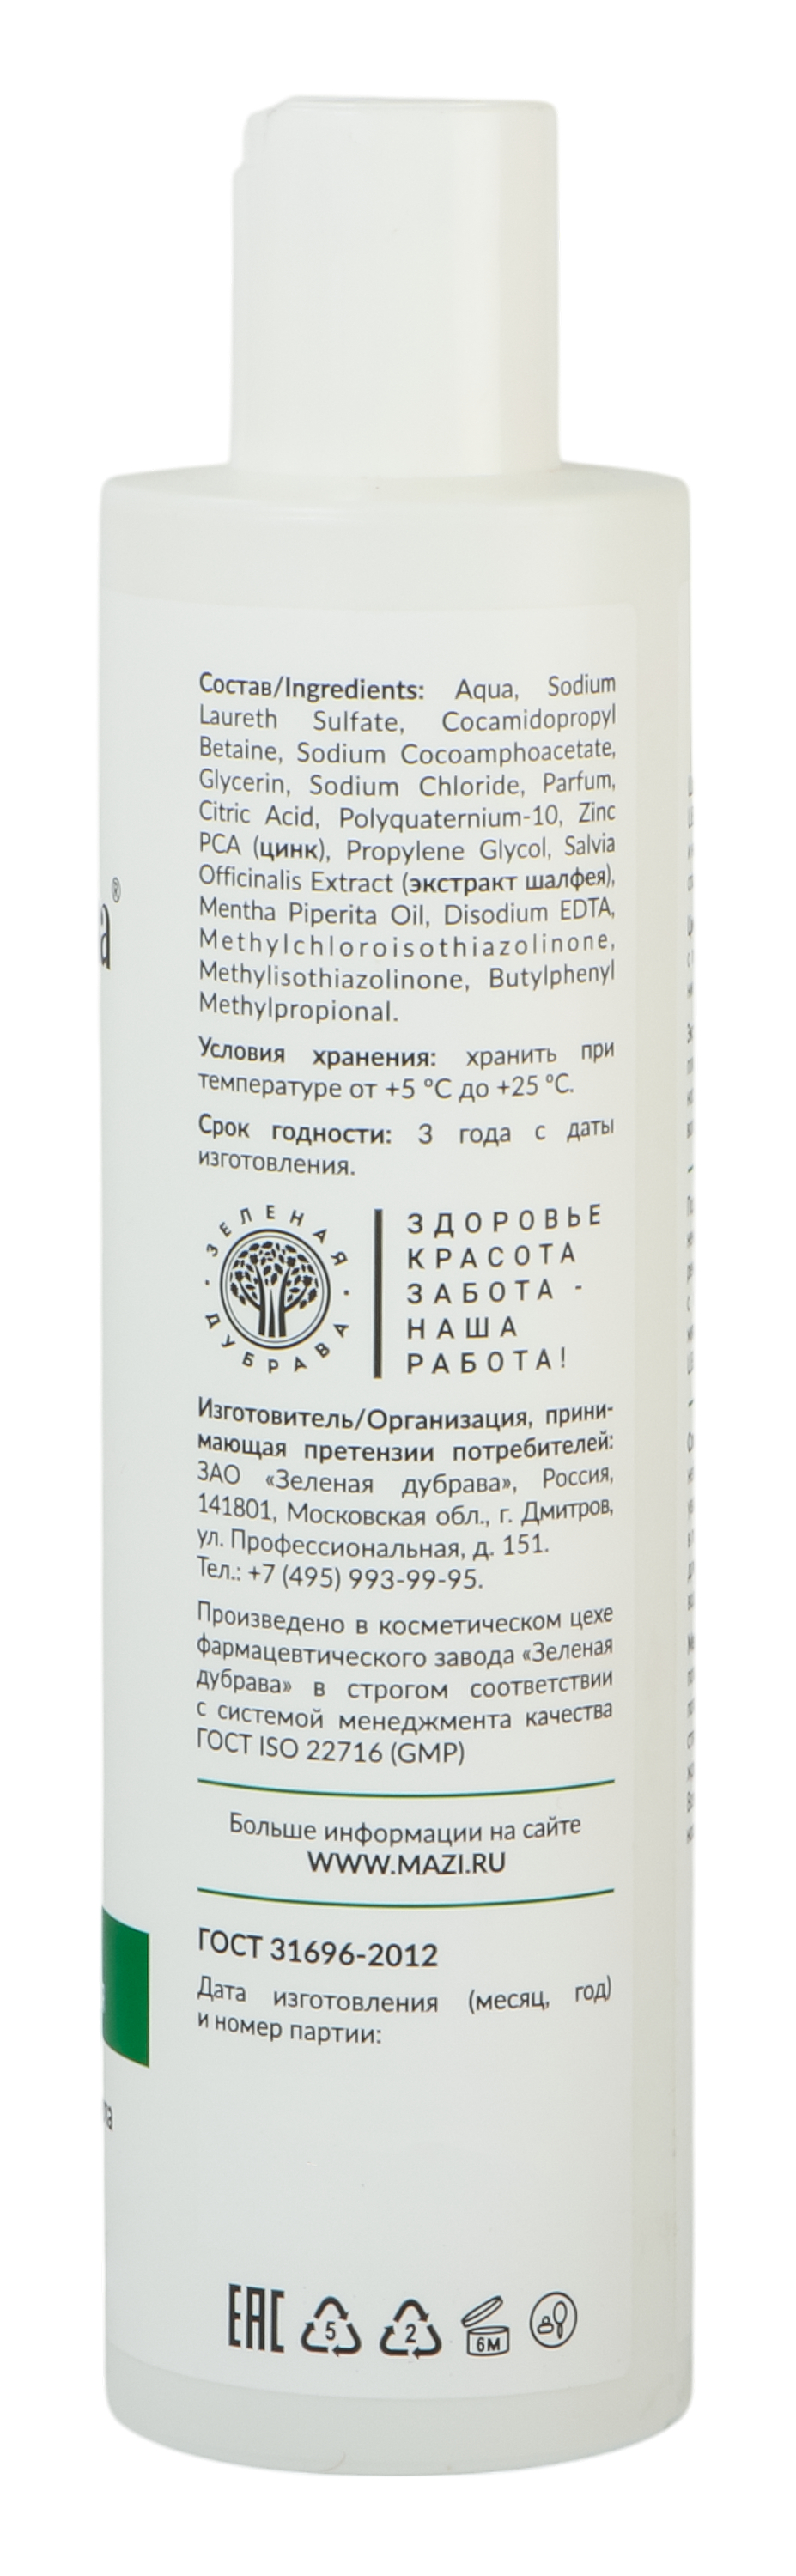 Состав/Ingredients: Aqua, Sodium
Laureth Sulfate, Cocamidopropyl
Betaine, Sodium Cocoamphoacetate,
Glycerin, Sodium Chloride, Parfum,
Citric Acid, Polyquaternium-10, Zinc
PCA (цинк), Propylene Glycol, Salvia
Officinalis Extract (экстракт шалфея),
Mentha Piperita Oil, Disodium EDTA,
Methylchloroisothiazolinone,
Methylisothiazolinone, Butylphenyl
Methylpropional.
Условия хранения: хранить при
температуре от +5 °C до +25 °C.
Срок годности: 3 года с даты
изготовления.
ЗЕЛЕНАЯ ДУБРАВА
ЗДОРОВЬЕ
КРАСОТА
ЗАБОТА -
НАША
РАБОТА!
Изготовитель/Организация, прини-
мающая претензии потребителей:
ЗАО «Зеленая дубрава», Россия,
141801, Московская обл., г. Дмитров,
ул. Профессиональная, д. 151.
Тел.: +7 (495) 993-99-95.
Произведено в косметическом цехе
фармацевтического завода «Зеленая
дубрава» в строгом соответствии
с системой менеджмента качества
ГОСТ ISO 22716 (GMP)
Больше информации на сайте
WWW.MAZI.RU
ГОСТ 31696-2012
Дата изготовления (месяц, год)
и номер партии:
EAC 5 2 6М